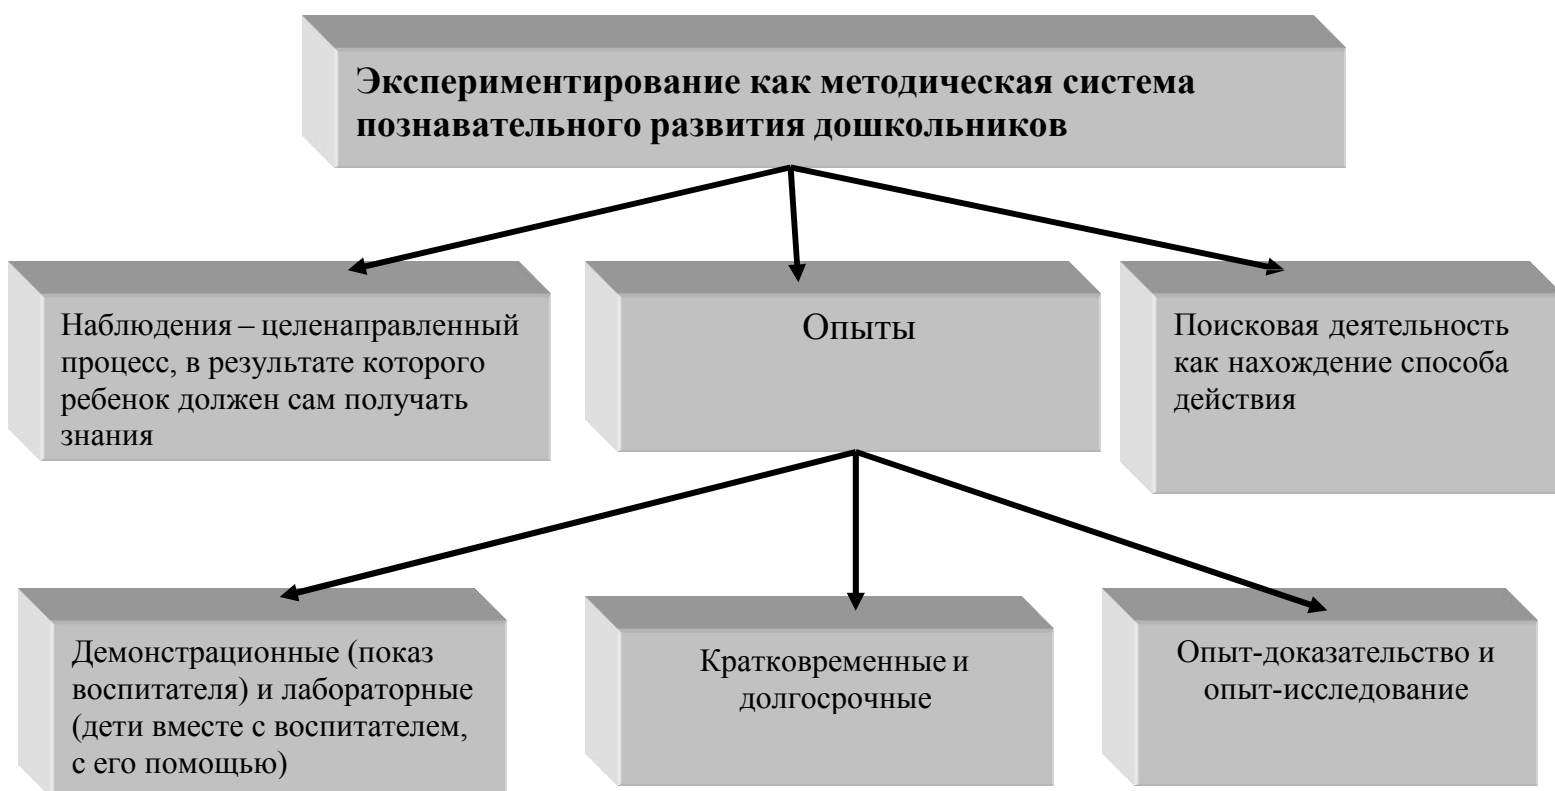 Экспериментирование как методическая система
познавательного развития дошкольников
Наблюдения – целенаправленный
процесс, в результате которого
ребенок должен сам получать
знания
Опыты
Поисковая деятельность
как нахождение способа
действия
Демонстрационные (показ
воспитателя) и лабораторные
(дети вместе с воспитателем,
с его помощью)
Кратковременные и
долгосрочные
Опыт-доказательство и
опыт-исследование